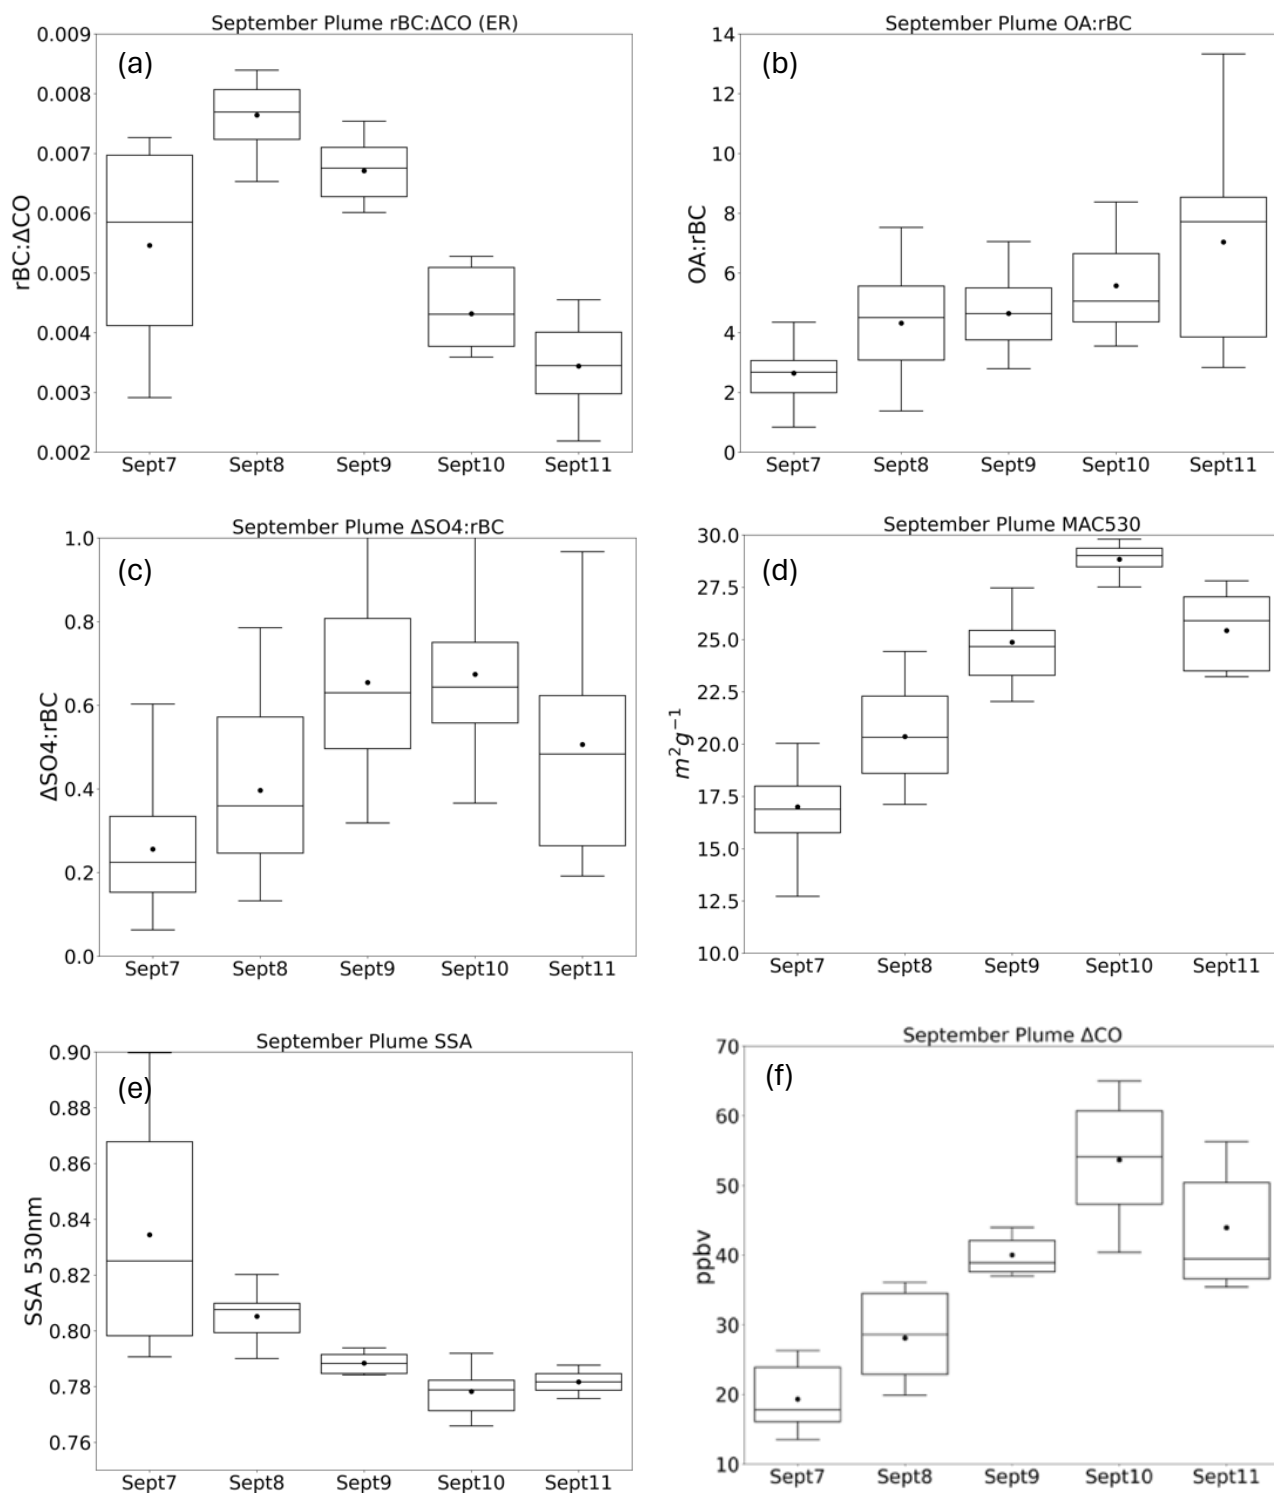 September Plume rBC:ΔCO (ER)
(a)
rBC:ΔCO
0.009
0.008
0.007
0.006
0.005
0.004
0.003
0.002
Sept7 Sept8 Sept9 Sept10 Sept11
September Plume OA:rBC
(b)
OA:rBC
14
12
10
8
6
4
2
0
Sept7 Sept8 Sept9 Sept10 Sept11
September Plume ΔSO4:rBC
(c)
ΔSO4:rBC
1.0
0.8
0.6
0.4
0.2
0.0
Sept7 Sept8 Sept9 Sept10 Sept11
September Plume MAC530
(d)
m²g⁻¹
30.0
27.5
25.0
22.5
20.0
17.5
15.0
12.5
10.0
Sept7 Sept8 Sept9 Sept10 Sept11
September Plume SSA
(e)
SSA 530nm
0.90
0.88
0.86
0.84
0.82
0.80
0.78
0.76
Sept7 Sept8 Sept9 Sept10 Sept11
September Plume ΔCO
(f)
ppbv
70
60
50
40
30
20
10
Sept7 Sept8 Sept9 Sept10 Sept11